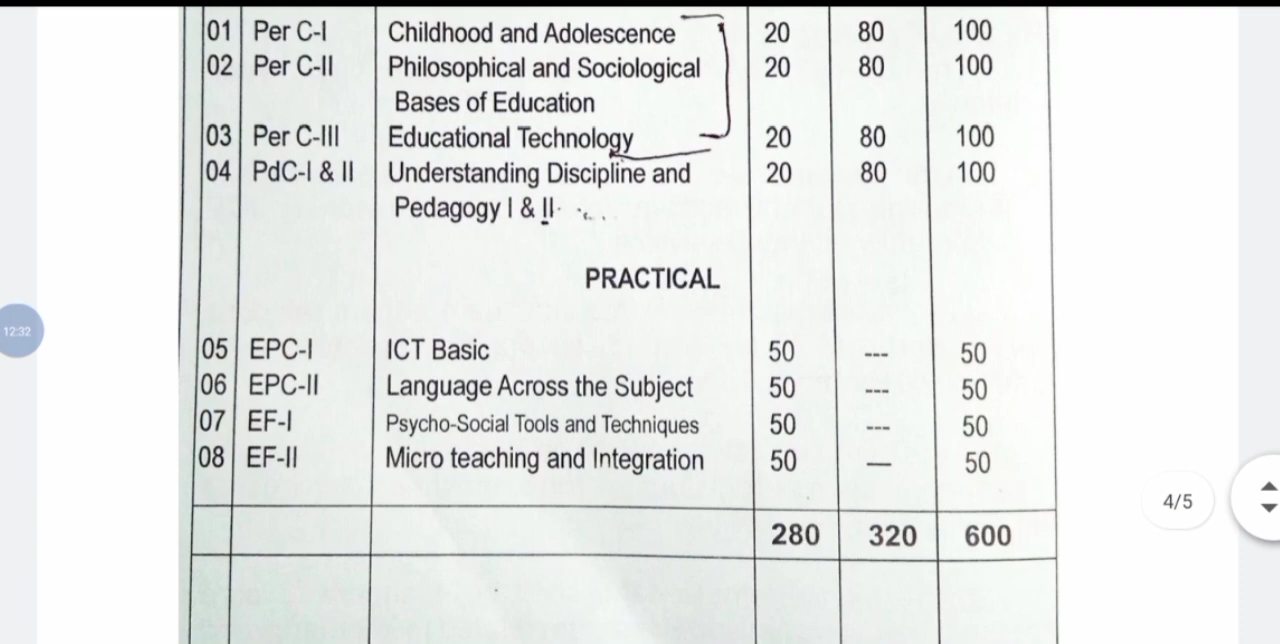 01 Per C-I Childhood and Adolescence 20 80 100
02 Per C-II Philosophical and Sociological 20 80 100
Bases of Education
03 Per C-III Educational Technology 20 80 100
04 PdC-I & II Understanding Discipline and 20 80 100
Pedagogy I & II
PRACTICAL
12:32
05 EPC-I ICT Basic 50 --- 50
06 EPC-II Language Across the Subject 50 --- 50
07 EF-I Psycho-Social Tools and Techniques 50 --- 50
08 EF-II Micro teaching and Integration 50 — 50
4/5
280 320 600